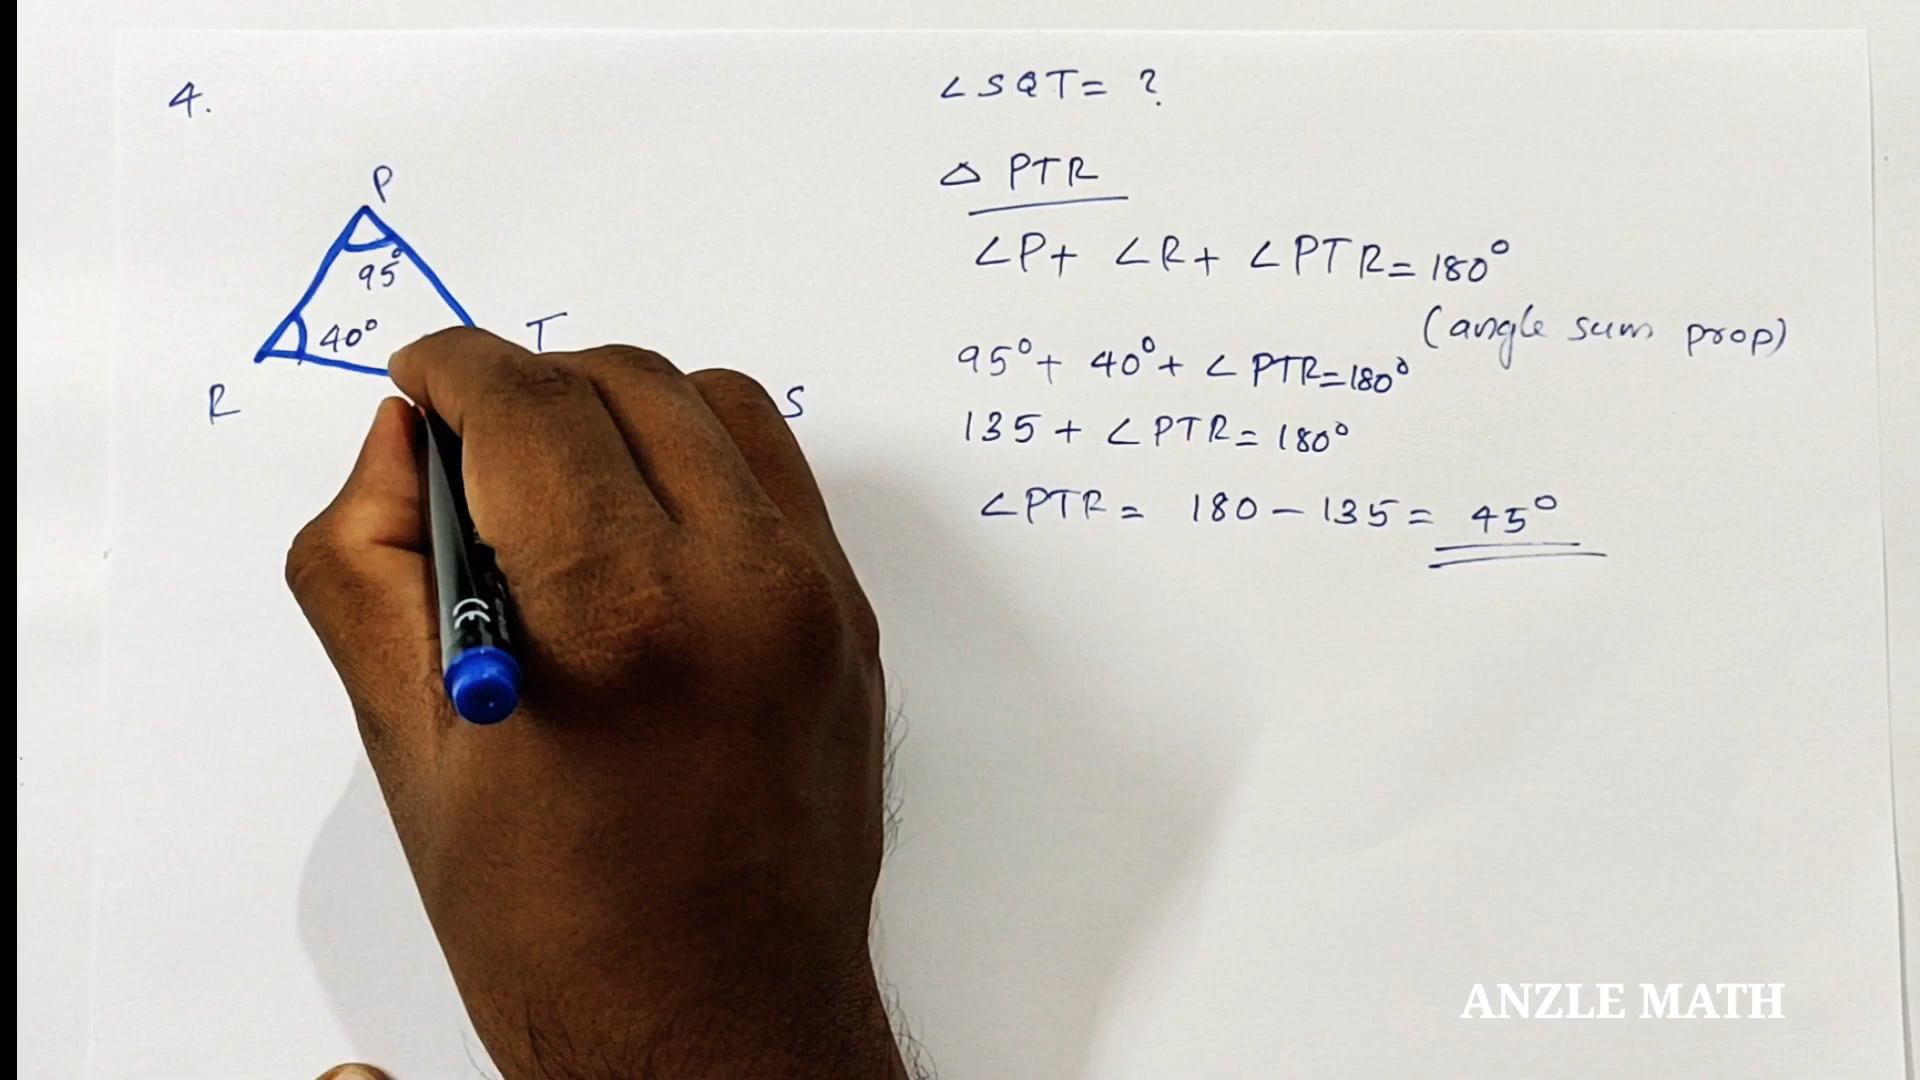 4.
∠SQT = ?
△ PTR
P
∠P + ∠R + ∠PTR = 180°
95°
(angle sum prop)
40°
T
95° + 40° + ∠PTR = 180°
R
S
135 + ∠PTR = 180°
∠PTR = 180 - 135 = 45°
CE
ANZLE MATH